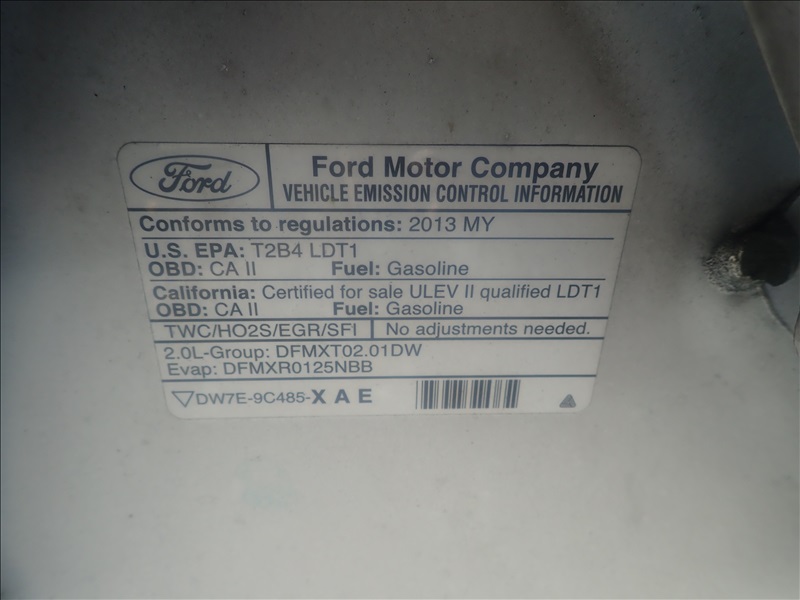 Ford
Ford Motor Company
VEHICLE EMISSION CONTROL INFORMATION
Conforms to regulations: 2013 MY
U.S. EPA: T2B4 LDT1
OBD: CA II Fuel: Gasoline
California: Certified for sale ULEV II qualified LDT1
OBD: CA II Fuel: Gasoline
TWC/HO2S/EGR/SFI No adjustments needed.
2.0L-Group: DFMXT02.01DW
Evap: DFMXR0125NBB
DW7E-9C485-X A E